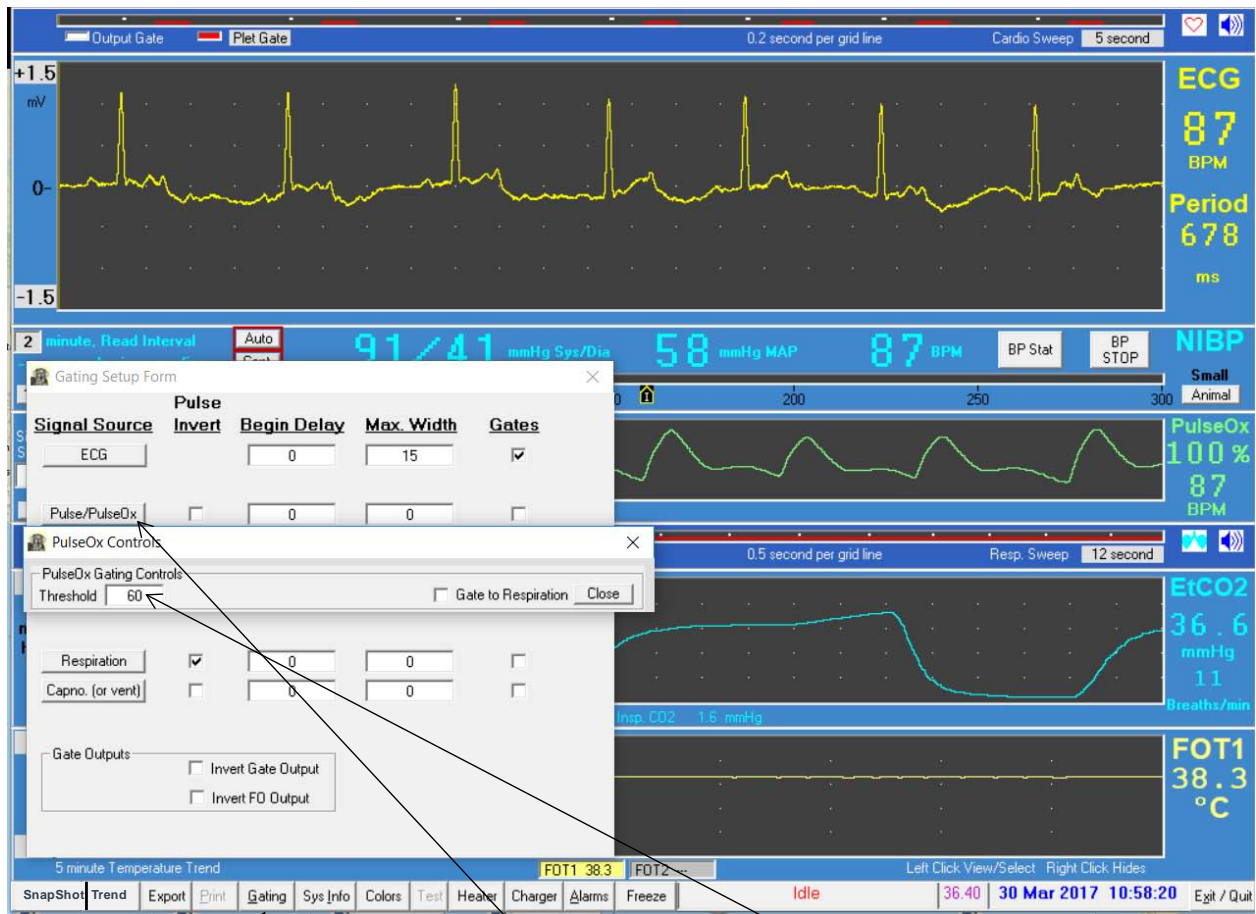 Output Gate Plet Gate 0.2 second per grid line Cardio Sweep 5 second
+1.5
mV
0-
-1.5
ECG
87
BPM
Period
678
ms
2 minute, Read Interval Auto 91/41 mmHg Sys/Dia 58 mmHg MAP 87 BPM BP Stat BP STOP NIBP
Small
Animal
200 250 300
Gating Setup Form
Signal Source Pulse Invert Begin Delay Max. Width Gates
ECG 0 15
Pulse/PulseOx 0 0
PulseOx
100 %
87
BPM
PulseOx Controls
PulseOx Gating Controls
Threshold 60 Gate to Respiration Close
0.5 second per grid line Resp. Sweep 12 second
Respiration 0 0
Capno. (or vent) 0 0
EtCO2
36.6
mmHg
11
Breaths/min
Insp. CO2 1.6 mmHg
Gate Outputs
Invert Gate Output
Invert FO Output
FOT1
38.3
°C
5 minute Temperature Trend FOT1 38.3 FOT2 --- Left Click View/Select Right Click Hides
SnapShot Trend Export Print Gating Sys Info Colors Test Heater Charger Alarms Freeze Idle 36.40 30 Mar 2017 10:58:20 Exit / Quit